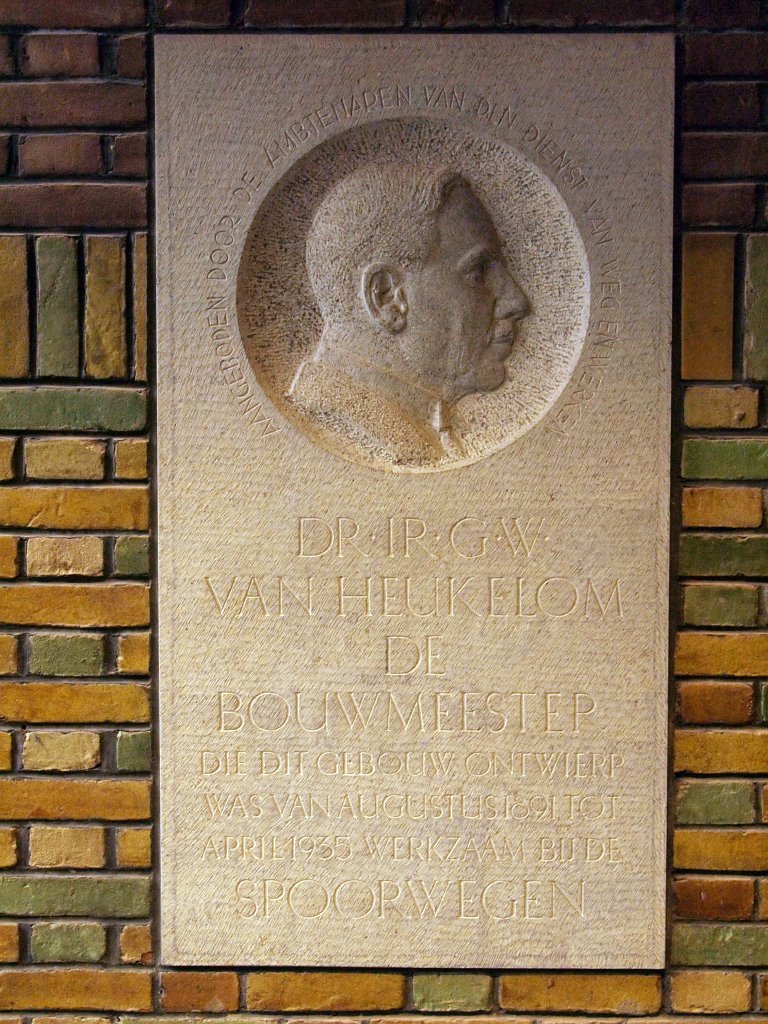 AANGEBODEN DOOR DE AMBTENAREN VAN DEN DIENST VAN WEG EN WERKEN
DR·IR·G·W·
VAN HEUKELOM
DE
BOUWMEESTER
DIE DIT GEBOUW ONTWIERP
WAS VAN AUGUSTUS 1891 TOT
APRIL 1935 WERKZAAM BIJ DE
SPOORWEGEN